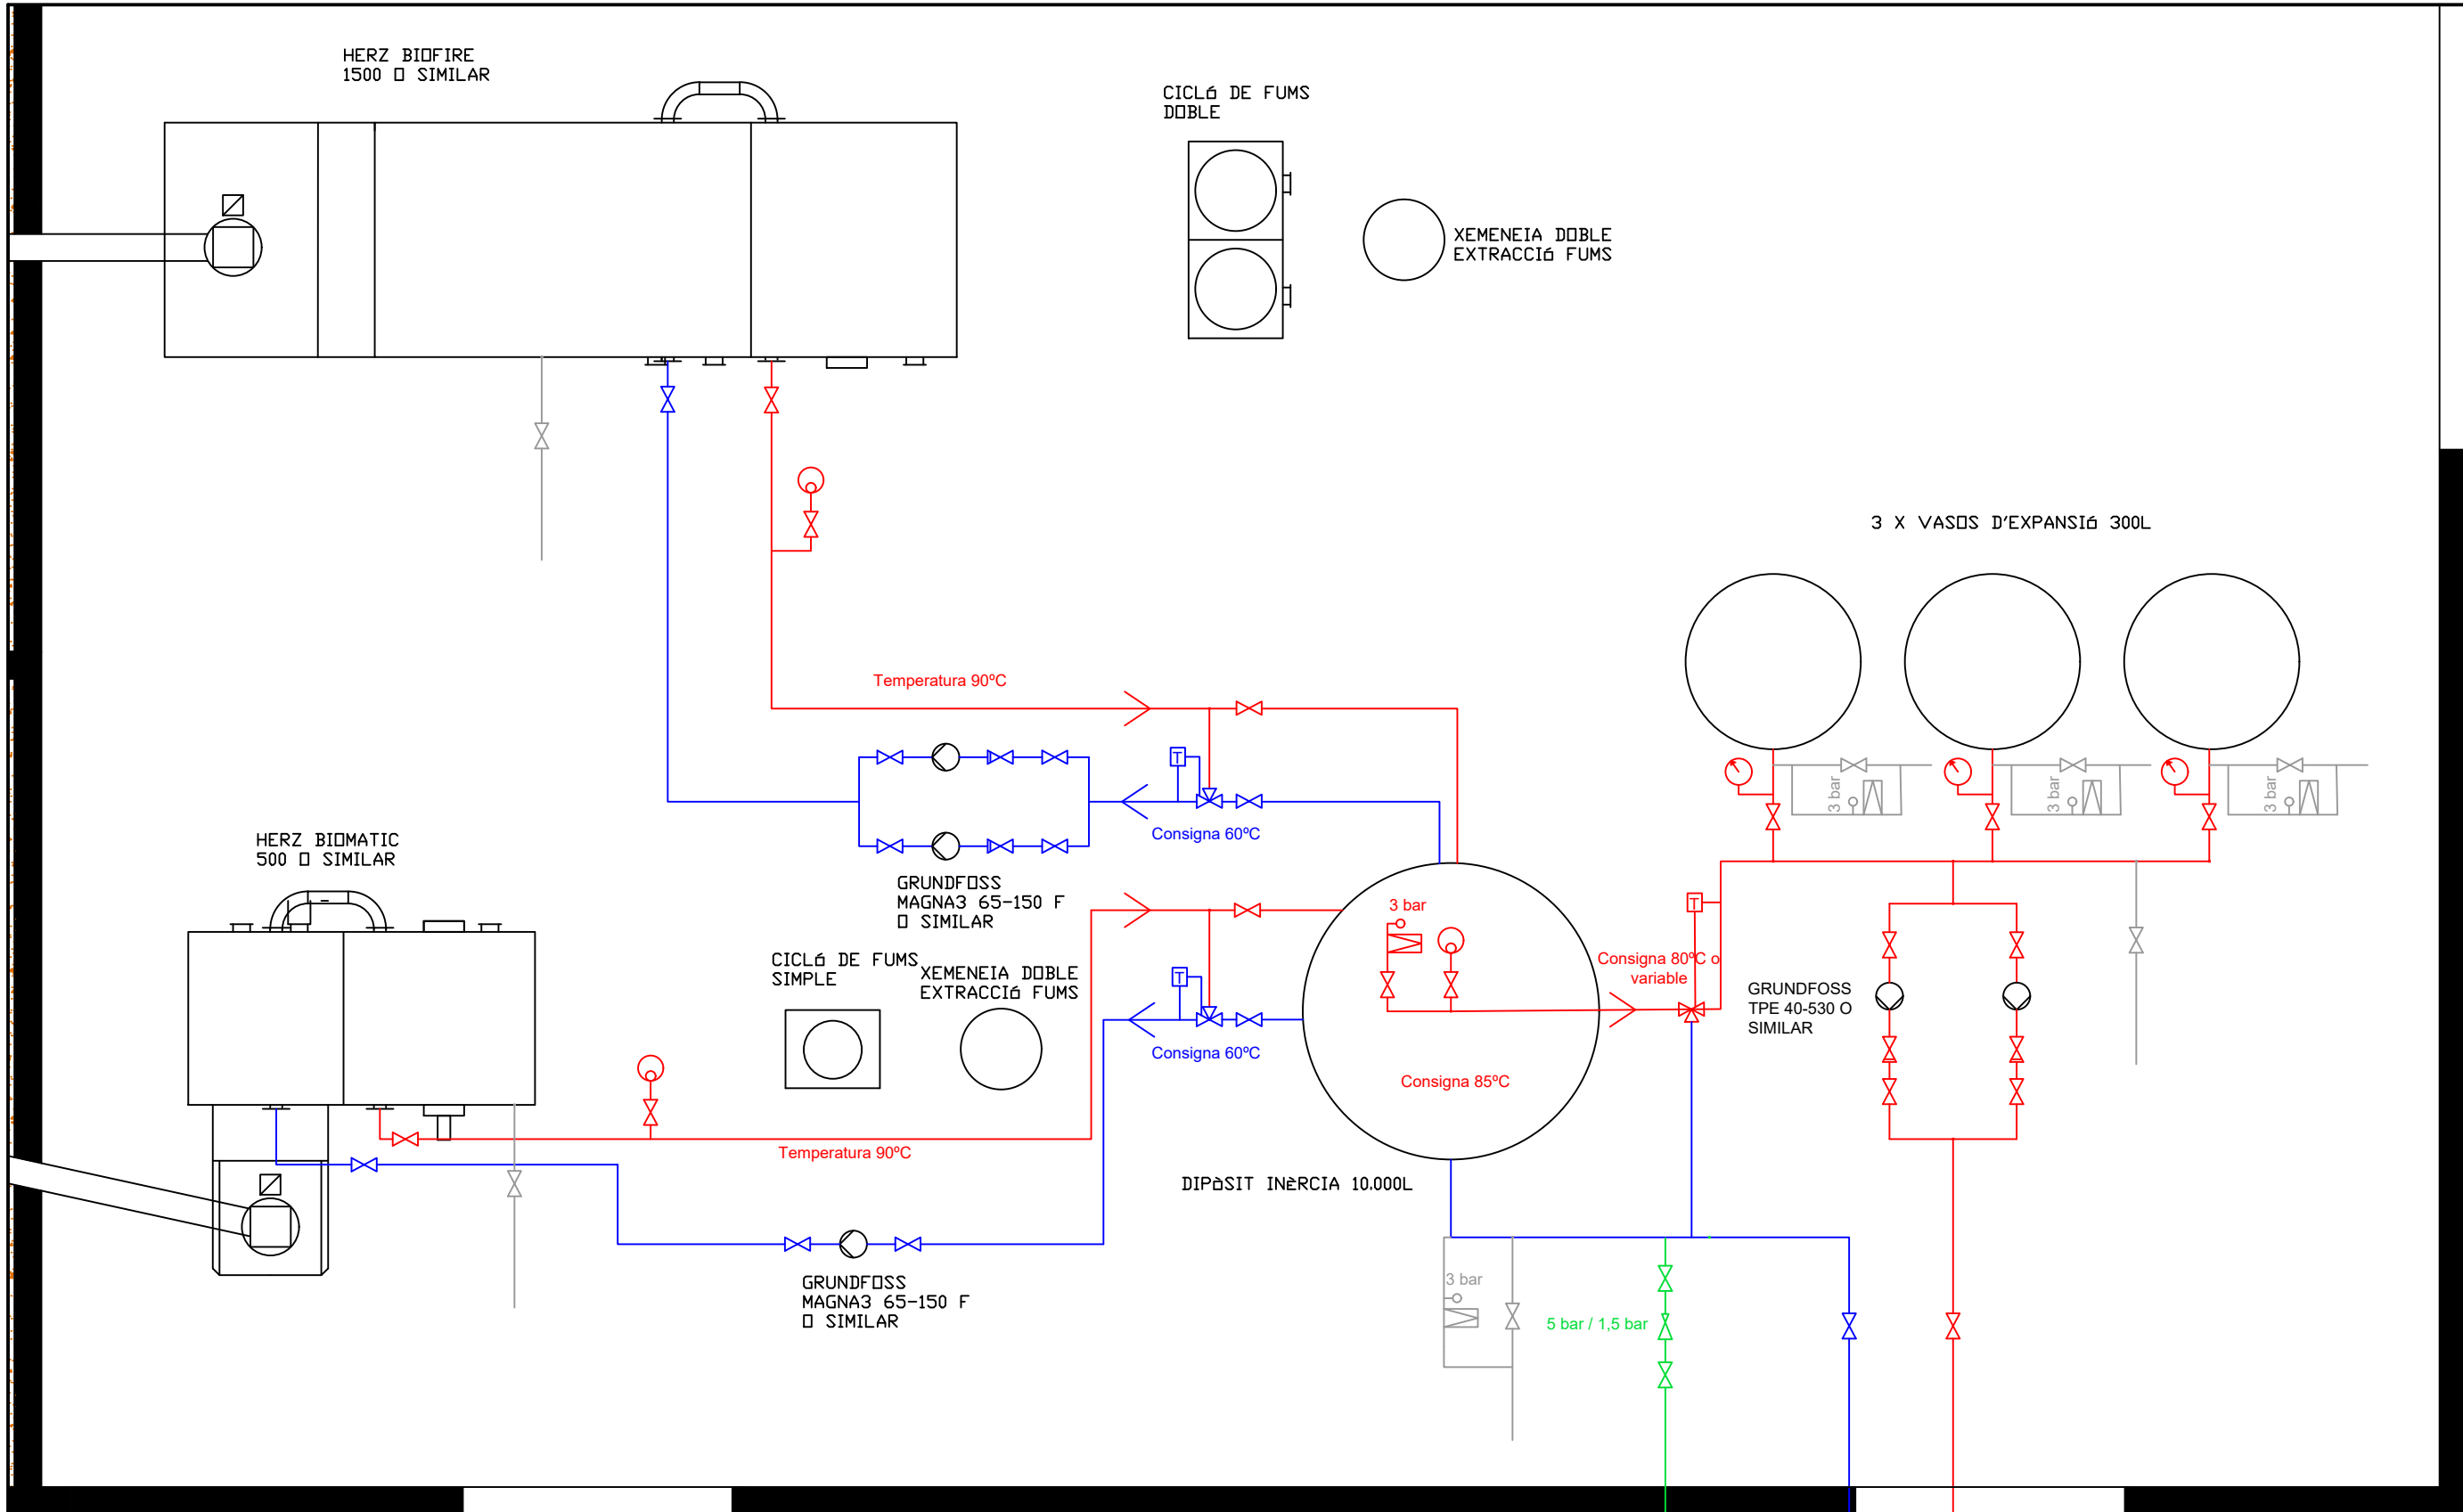 HERZ BIOFIRE
1500 O SIMILAR
CICLó DE FUMS
DOBLE
XEMENEIA DOBLE
EXTRACCIó FUMS
3 X VASOS D'EXPANSIó 300L
Temperatura 90ºC
T
Consigna 60ºC
3 bar
3 bar
3 bar
HERZ BIOMATIC
500 O SIMILAR
GRUNDFOSS
MAGNA3 65-150 F
O SIMILAR
3 bar
T
CICLó DE FUMS
SIMPLE
XEMENEIA DOBLE
EXTRACCIó FUMS
T
Consigna 80ºC o
variable
GRUNDFOSS
TPE 40-530 O
SIMILAR
Consigna 60ºC
Consigna 85ºC
Temperatura 90ºC
DIPòSIT INèRCIA 10.000L
GRUNDFOSS
MAGNA3 65-150 F
O SIMILAR
3 bar
5 bar / 1,5 bar